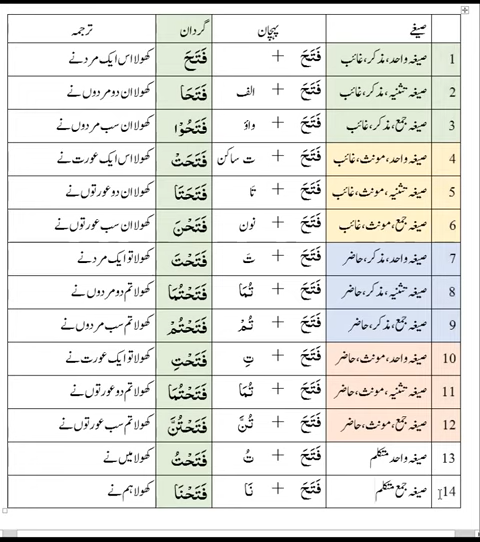 صیغے پہچان گردان ترجمہ
1 صیغہ واحد، مذکر، غائب فَتَحَ + فَتَحَ کھولا اس ایک مرد نے
2 صیغہ تثنیہ، مذکر، غائب فَتَحَ + الف فَتَحَا کھولا ان دو مردوں نے
3 صیغہ جمع، مذکر، غائب فَتَحَ + واؤ فَتَحُوْا کھولا ان سب مردوں نے
4 صیغہ واحد، مونث، غائب فَتَحَ + ت ساکن فَتَحَتْ کھولا اس ایک عورت نے
5 صیغہ تثنیہ، مونث، غائب فَتَحَ + تَا فَتَحَتَا کھولا ان دو عورتوں نے
6 صیغہ جمع، مونث، غائب فَتَحَ + نون فَتَحْنَ کھولا ان سب عورتوں نے
7 صیغہ واحد، مذکر، حاضر فَتَحَ + تَ فَتَحْتَ کھولا تو ایک مرد نے
8 صیغہ تثنیہ، مذکر، حاضر فَتَحَ + تُمَا فَتَحْتُمَا کھولا تم دو مردوں نے
9 صیغہ جمع، مذکر، حاضر فَتَحَ + تُمْ فَتَحْتُمْ کھولا تم سب مردوں نے
10 صیغہ واحد، مونث، حاضر فَتَحَ + تِ فَتَحْتِ کھولا تو ایک عورت نے
11 صیغہ تثنیہ، مونث، حاضر فَتَحَ + تُمَا فَتَحْتُمَا کھولا تم دو عورتوں نے
12 صیغہ جمع، مونث، حاضر فَتَحَ + تُنَّ فَتَحْتُنَّ کھولا تم سب عورتوں نے
13 صیغہ واحد متکلم فَتَحَ + تُ فَتَحْتُ کھولا میں نے
14 صیغہ جمع متکلم فَتَحَ + نَا فَتَحْنَا کھولا ہم نے